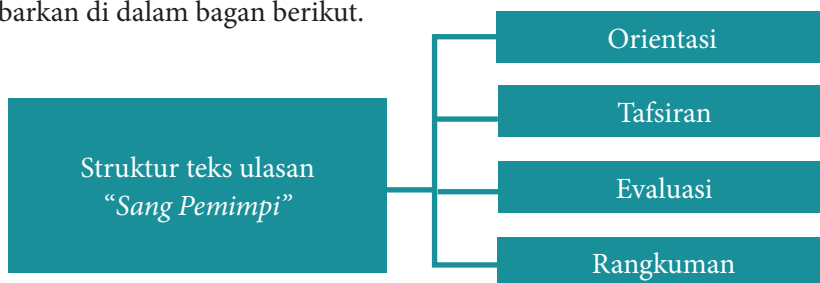 barkan di dalam bagan berikut.
Struktur teks ulasan
“Sang Pemimpi”
Orientasi
Tafsiran
Evaluasi
Rangkuman